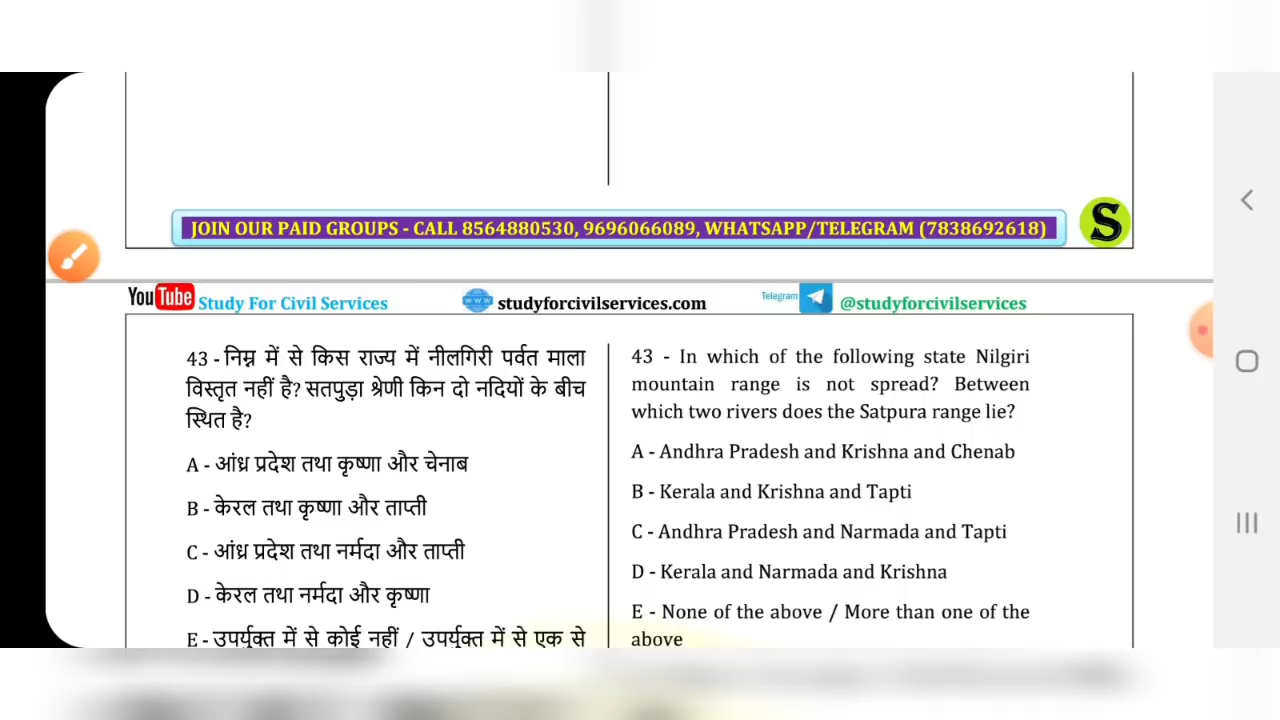 JOIN OUR PAID GROUPS - CALL 8564880530, 9696066089, WHATSAPP/TELEGRAM (7838692618)
S
YouTube Study For Civil Services
www studyforcivilservices.com
Telegram @studyforcivilservices
43 - निम्न में से किस राज्य में नीलगिरी पर्वत माला
विस्तृत नहीं है? सतपुड़ा श्रेणी किन दो नदियों के बीच
स्थित है?
A - आंध्र प्रदेश तथा कृष्णा और चेनाब
B - केरल तथा कृष्णा और ताप्ती
C - आंध्र प्रदेश तथा नर्मदा और ताप्ती
D - केरल तथा नर्मदा और कृष्णा
E - उपर्युक्त में से कोई नहीं / उपर्युक्त में से एक से
43 - In which of the following state Nilgiri
mountain range is not spread? Between
which two rivers does the Satpura range lie?
A - Andhra Pradesh and Krishna and Chenab
B - Kerala and Krishna and Tapti
C - Andhra Pradesh and Narmada and Tapti
D - Kerala and Narmada and Krishna
E - None of the above / More than one of the
above